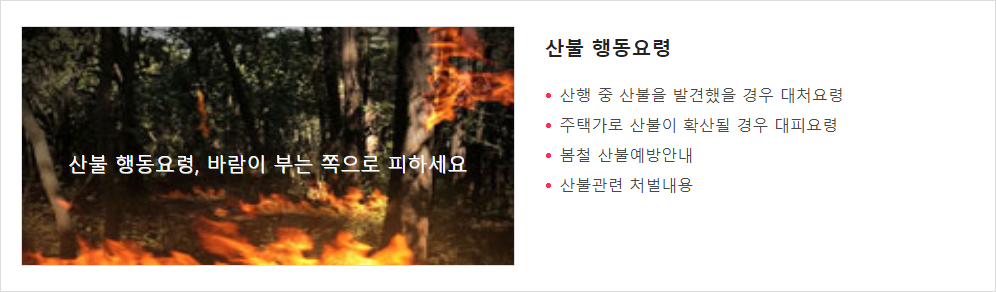 산불 행동요령, 바람이 부는 쪽으로 피하세요
산불 행동요령
산행 중 산불을 발견했을 경우 대처요령
주택가로 산불이 확산될 경우 대피요령
봄철 산불예방안내
산불관련 처벌내용